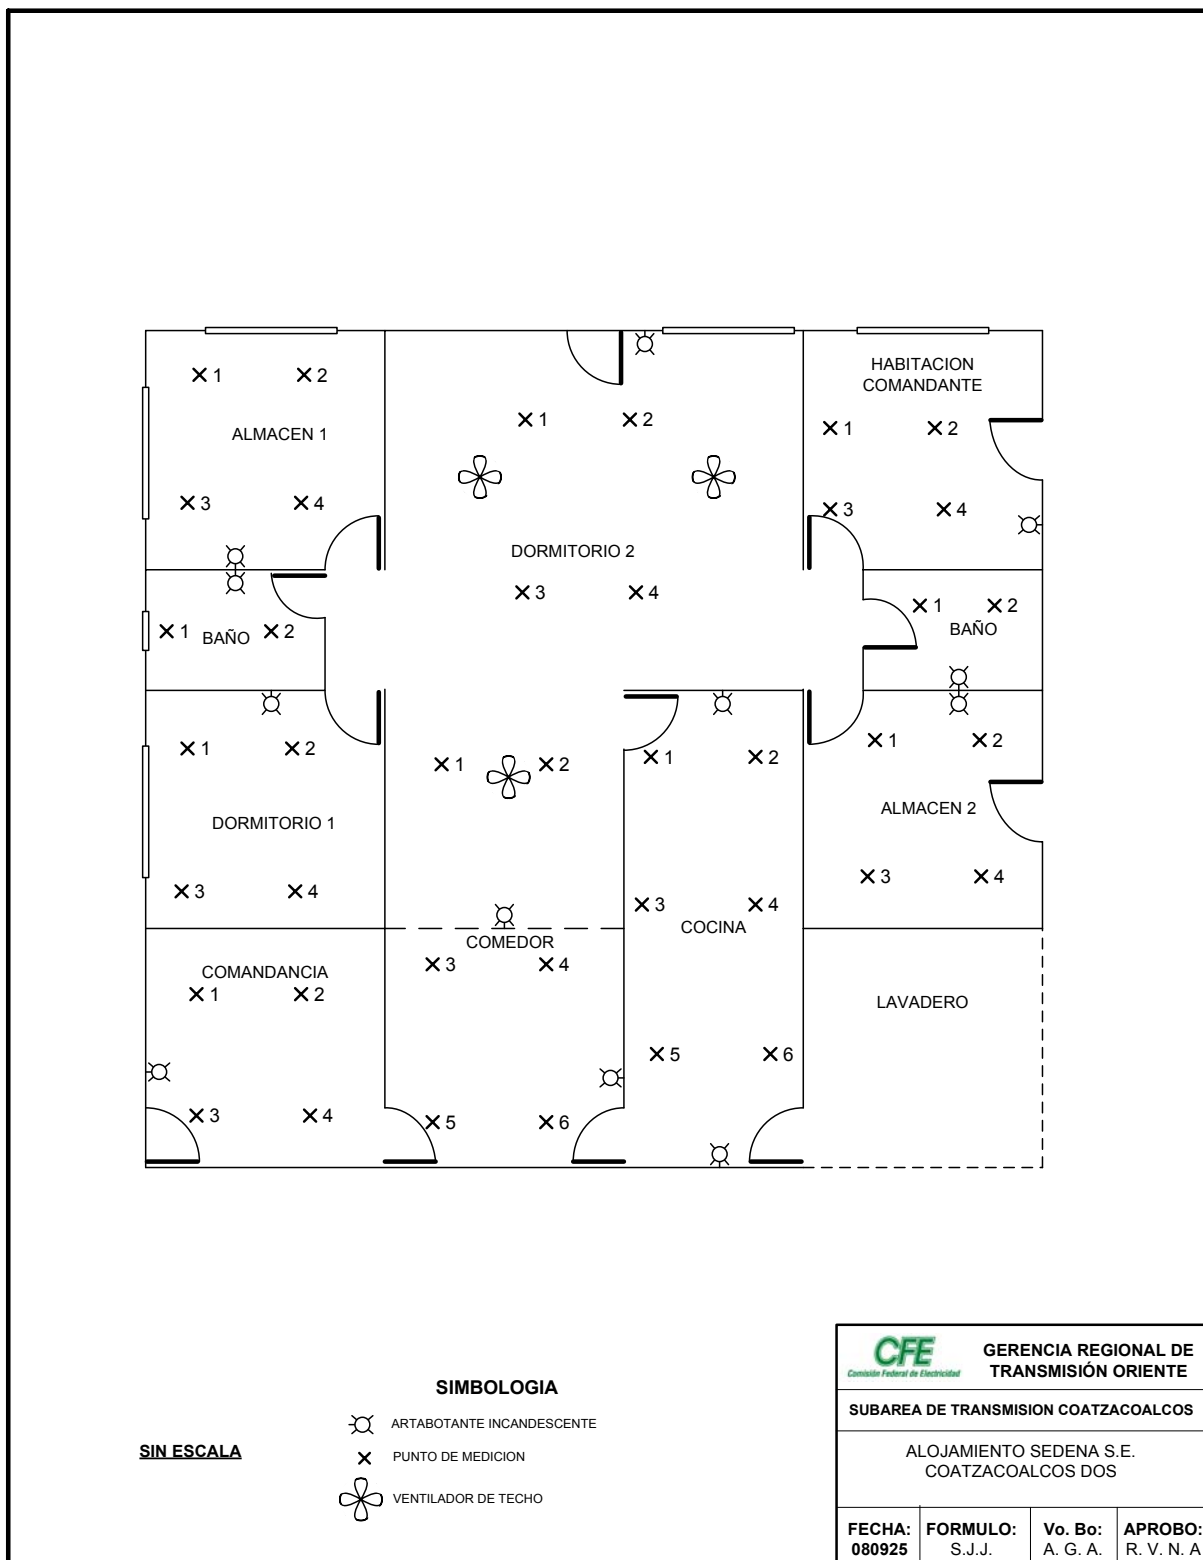 HABITACION
COMANDANTE
1 2
ALMACEN 1
1 2
1 2
3 4
3 4
DORMITORIO 2
3 4
1 2
BAÑO
1 BAÑO 2
1 2
1 2
1 2
1 2
DORMITORIO 1
ALMACEN 2
3 4
3 4
3 4
COCINA
COMEDOR
3 4
COMANDANCIA
1 2
LAVADERO
5 6
3 4
5 6
SIMBOLOGIA
ARTABOTANTE INCANDESCENTE
PUNTO DE MEDICION
VENTILADOR DE TECHO
SIN ESCALA
CFE
Comisión Federal de Electricidad
GERENCIA REGIONAL DE
TRANSMISIÓN ORIENTE
SUBAREA DE TRANSMISION COATZACOALCOS
ALOJAMIENTO SEDENA S.E.
COATZACOALCOS DOS
FECHA: FORMULO: Vo. Bo: APROBO:
080925 S.J.J. A. G. A. R. V. N. A